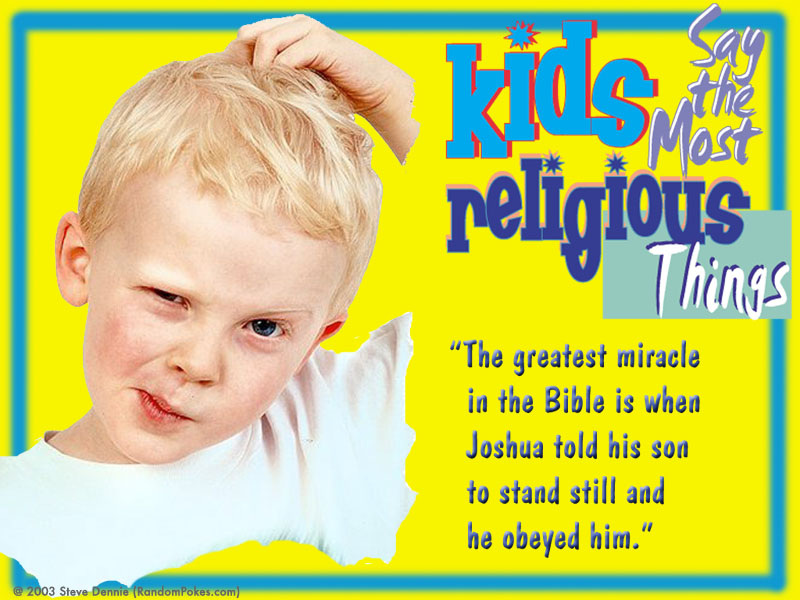 kids Say
the
Most
religious
Things
“The greatest miracle
in the Bible is when
Joshua told his son
to stand still and
he obeyed him.”
@ 2003 Steve Dennie (RandomPokes.com)